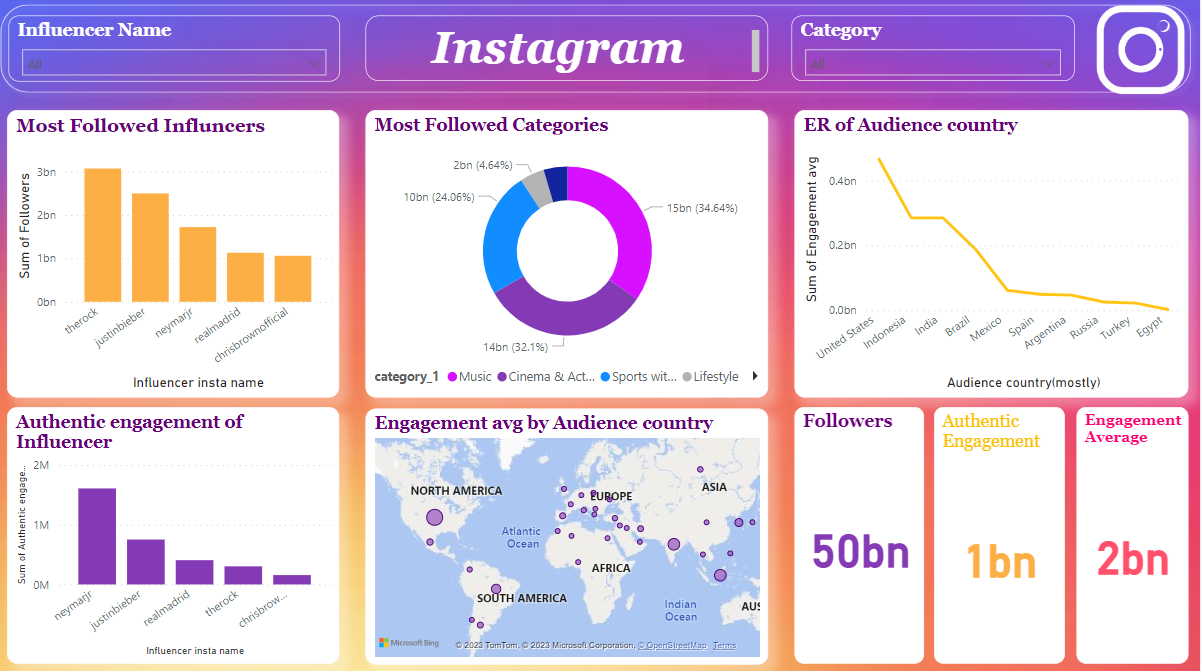 Influencer Name
All
Instagram
Category
All
Most Followed Influncers
Sum of Followers
3bn
2bn
1bn
0bn
therock
justinbieber
neymarjr
realmadrid
chrisbrownofficial
Influencer insta name
Most Followed Categories
2bn (4.64%)
10bn (24.06%)
15bn (34.64%)
14bn (32.1%)
category_1 Music Cinema & Act... Sports wit... Lifestyle
ER of Audience country
Sum of Engagement avg
0.4bn
0.2bn
0.0bn
United States
Indonesia
India
Brazil
Mexico
Spain
Argentina
Russia
Turkey
Egypt
Audience country(mostly)
Authentic engagement of
Influencer
Sum of Authentic engage...
2M
1M
0M
neymarjr
justinbieber
realmadrid
therock
chrisbrow...
Influencer insta name
Engagement avg by Audience country
NORTH AMERICA
EUROPE
ASIA
Atlantic
Ocean
AFRICA
SOUTH AMERICA
Indian
Ocean
AUS
Microsoft Bing
© 2023 TomTom, © 2023 Microsoft Corporation, © OpenStreetMap Terms
Followers
50bn
Authentic
Engagement
1bn
Engagement
Average
2bn